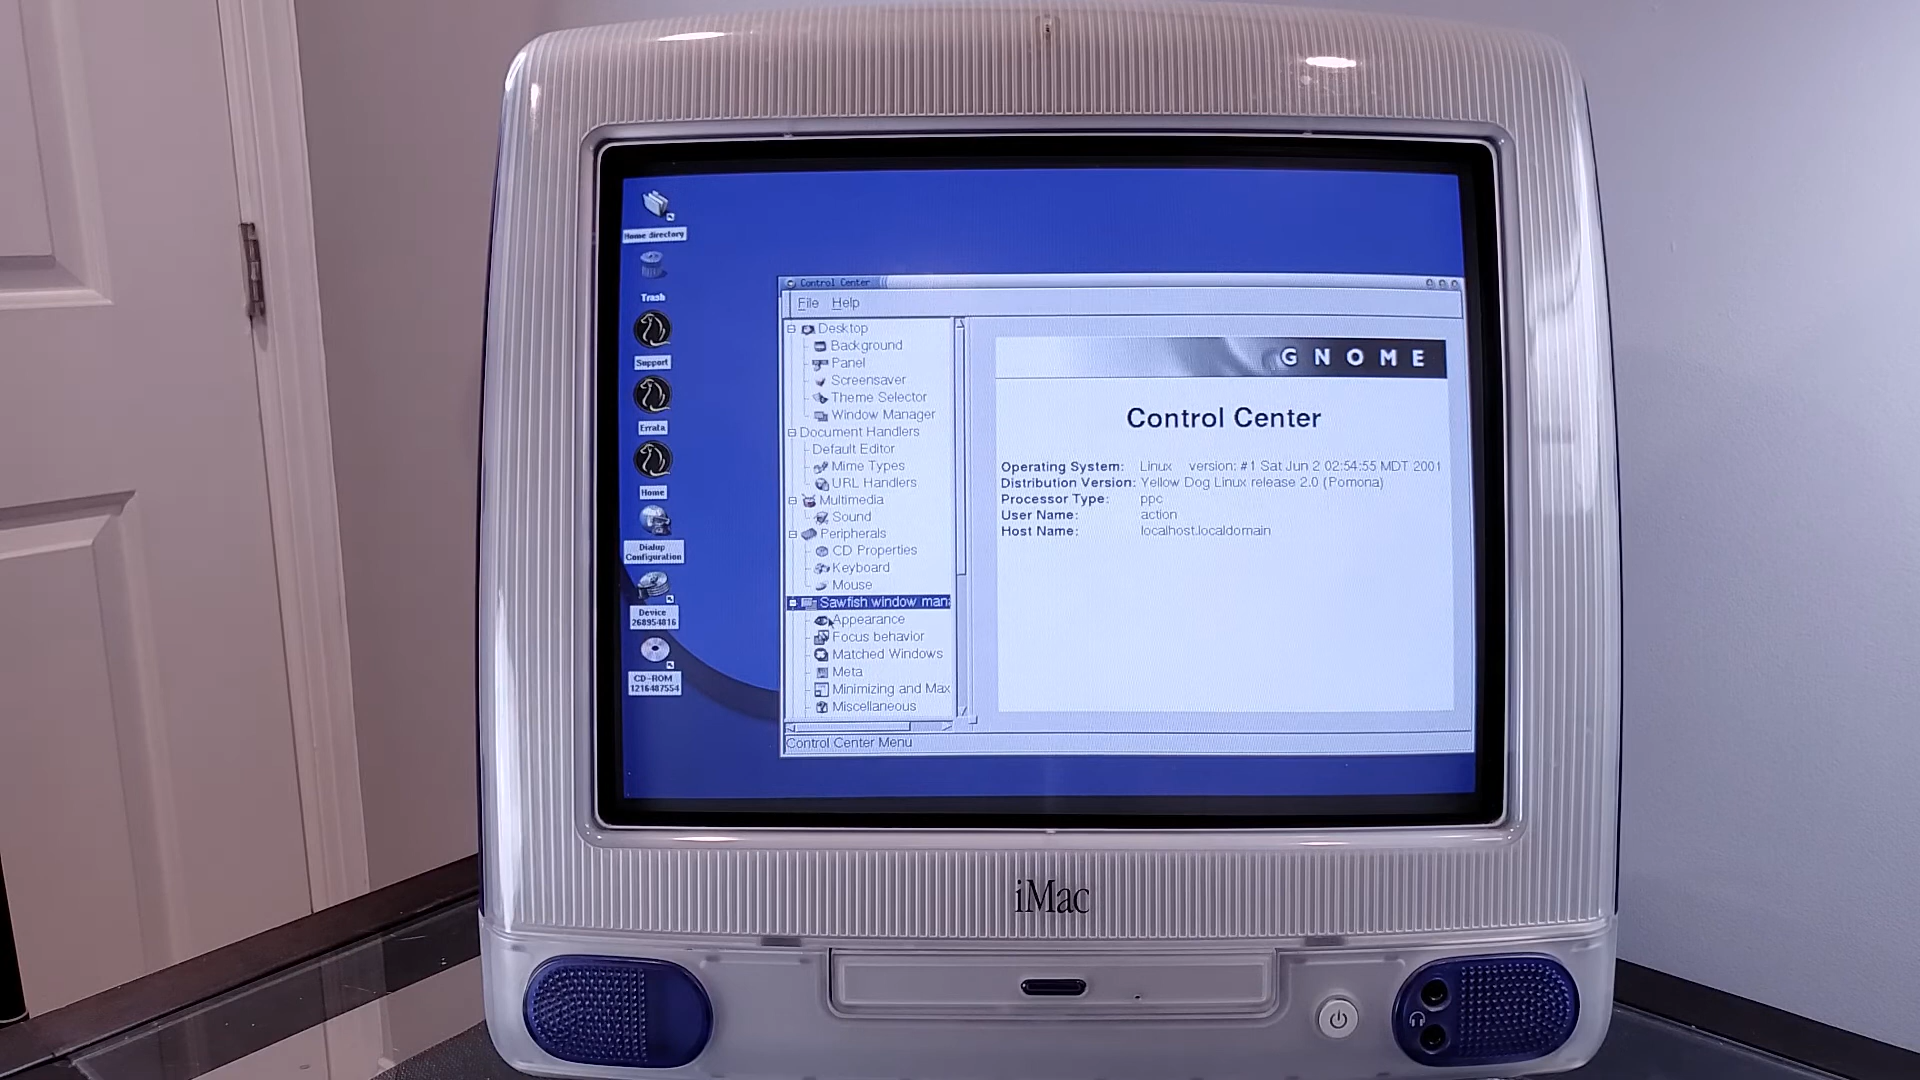 Home directory
Trash
Support
Errata
Home
Dialup
Configuration
Device
268954816
CD-ROM
1216487554
Control Center
File Help
Desktop
Background
Panel
Screensaver
Theme Selector
Window Manager
Document Handlers
Default Editor
Mime Types
URL Handlers
Multimedia
Sound
Peripherals
CD Properties
Keyboard
Mouse
Sawfish window man
Appearance
Focus behavior
Matched Windows
Meta
Minimizing and Max
Miscellaneous
Control Center Menu
GNOME
Control Center
Operating System: Linux version: #1 Sat Jun 2 02:54:55 MDT 2001
Distribution Version: Yellow Dog Linux release 2.0 (Pomona)
Processor Type: ppc
User Name: action
Host Name: localhost.localdomain
iMac